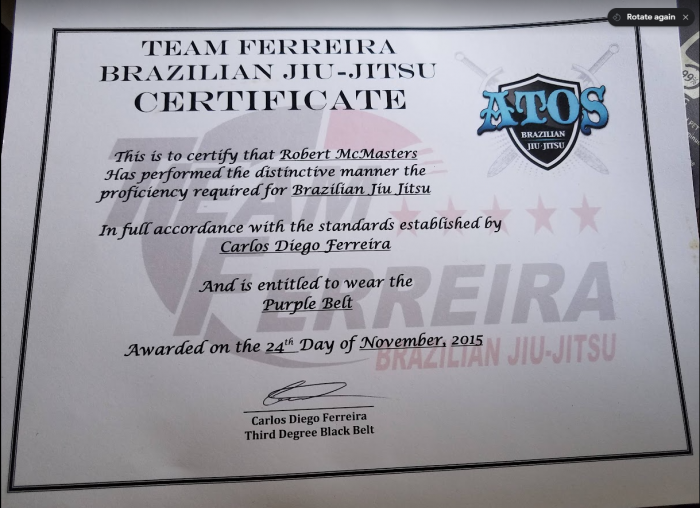 Rotate again
TEAM FERREIRA
BRAZILIAN JIU-JITSU
CERTIFICATE
ATOS
BRAZILIAN
JIU-JITSU
This is to certify that Robert McMasters
Has performed the distinctive manner the
proficiency required for Brazilian Jiu Jitsu
In full accordance with the standards established by
Carlos Diego Ferreira
And is entitled to wear the
Purple Belt
Awarded on the 24th Day of November, 2015
TEAM
FERREIRA
BRAZILIAN JIU-JITSU
Carlos Diego Ferreira
Third Degree Black Belt